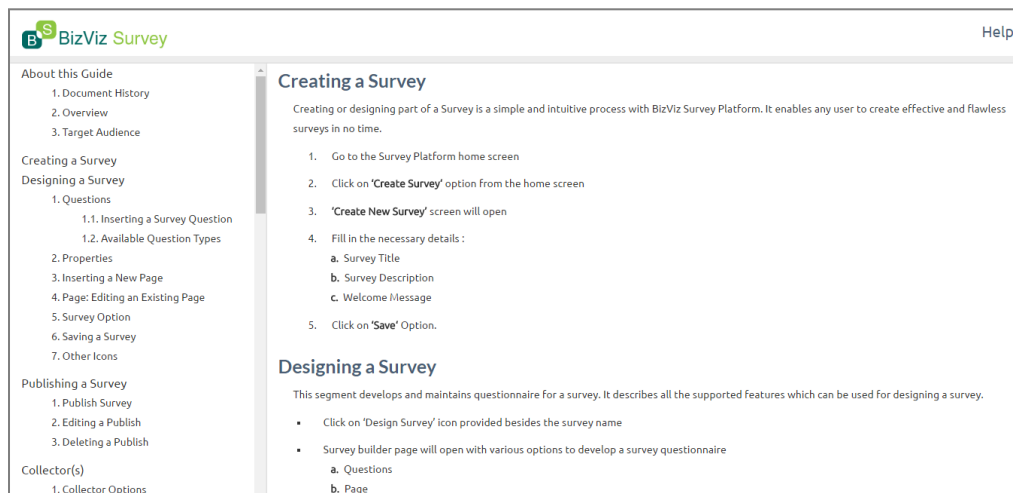 BS BizViz Survey
Help
About this Guide
1. Document History
2. Overview
3. Target Audience
Creating a Survey
Designing a Survey
1. Questions
1.1. Inserting a Survey Question
1.2. Available Question Types
2. Properties
3. Inserting a New Page
4. Page: Editing an Existing Page
5. Survey Option
6. Saving a Survey
7. Other Icons
Publishing a Survey
1. Publish Survey
2. Editing a Publish
3. Deleting a Publish
Collector(s)
1. Collector Options
Creating a Survey
Creating or designing part of a Survey is a simple and intuitive process with BizViz Survey Platform. It enables any user to create effective and flawless
surveys in no time.
1. Go to the Survey Platform home screen
2. Click on 'Create Survey' option from the home screen
3. 'Create New Survey' screen will open
4. Fill in the necessary details :
a. Survey Title
b. Survey Description
c. Welcome Message
5. Click on 'Save' Option.
Designing a Survey
This segment develops and maintains questionnaire for a survey. It describes all the supported features which can be used for designing a survey.
▪ Click on 'Design Survey' icon provided besides the survey name
▪ Survey builder page will open with various options to develop a survey questionnaire
a. Questions
b. Page